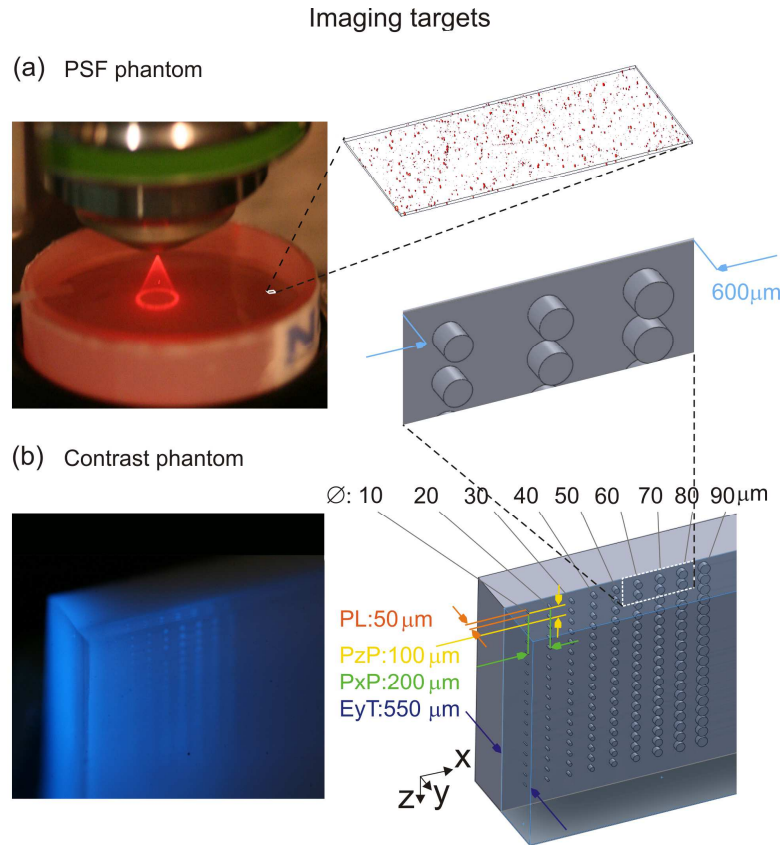 Imaging targets
(a) PSF phantom
600μm
N
(b) Contrast phantom
∅: 10 20 30 40 50 60 70 80 90μm
PL:50μm
PzP:100μm
PxP:200μm
EyT:550 μm
x
y
z